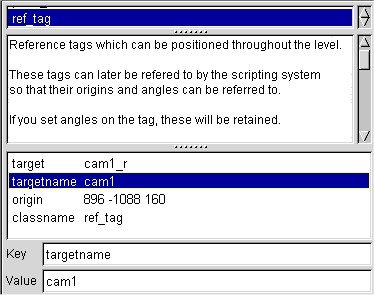 ref_tag
Reference tags which can be positioned throughout the level.
These tags can later be refered to by the scripting system
so that their origins and angles can be referred to.
If you set angles on the tag, these will be retained.
target cam1_r
targetname cam1
origin 896 -1088 160
classname ref_tag
Key targetname
Value cam1